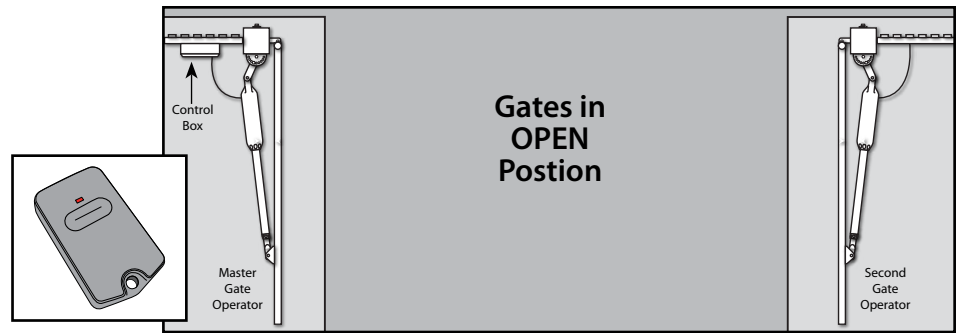 Gates in
OPEN
Postion
Control
Box
Master
Gate
Operator
Second
Gate
Operator